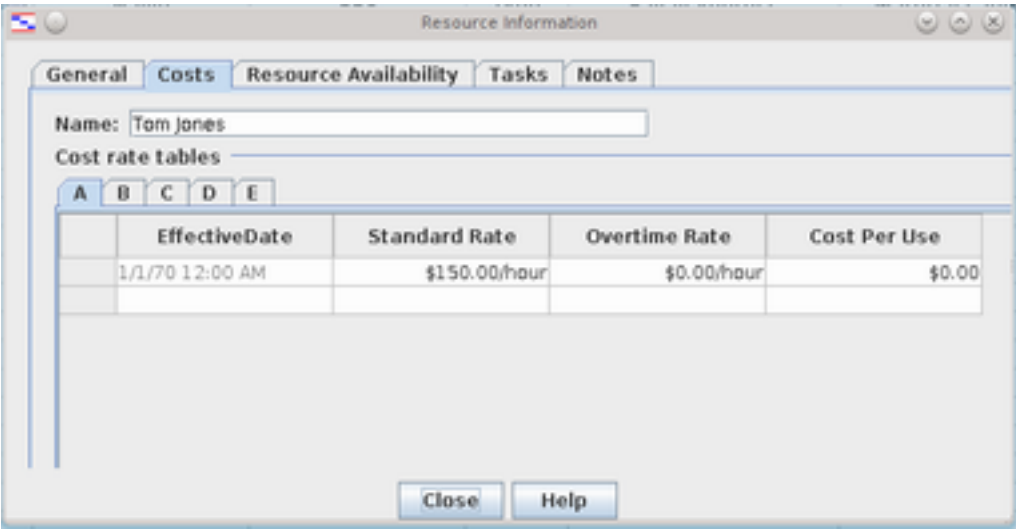 Resource Information
General Costs Resource Availability Tasks Notes
Name: Tom Jones
Cost rate tables
A B C D E
EffectiveDate Standard Rate Overtime Rate Cost Per Use
1/1/70 12:00 AM $150.00/hour $0.00/hour $0.00
Close Help